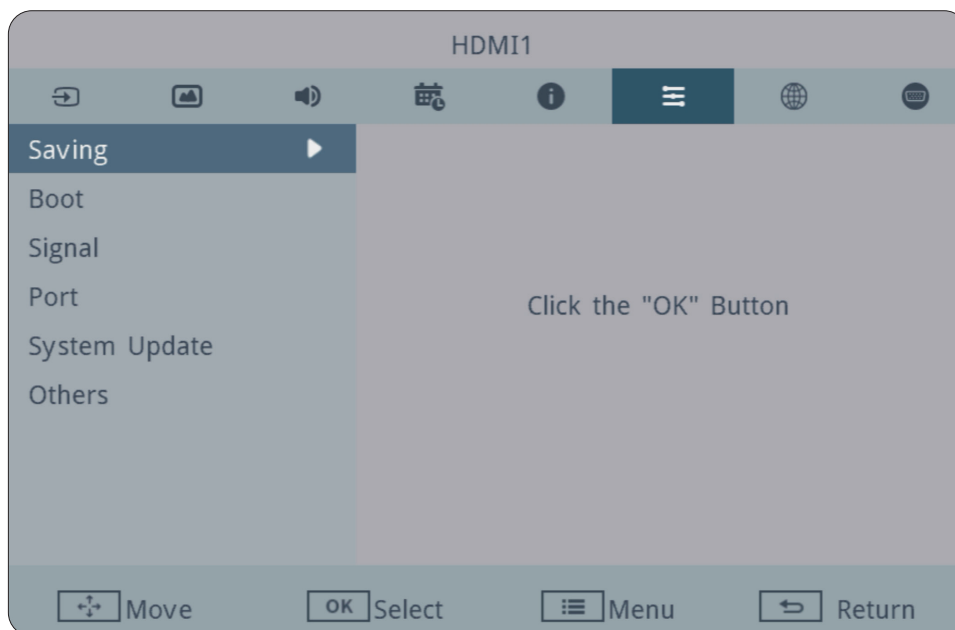 HDMI1
Saving
Boot
Signal
Port
System Update
Others
Click the "OK" Button
Move OK Select Menu Return